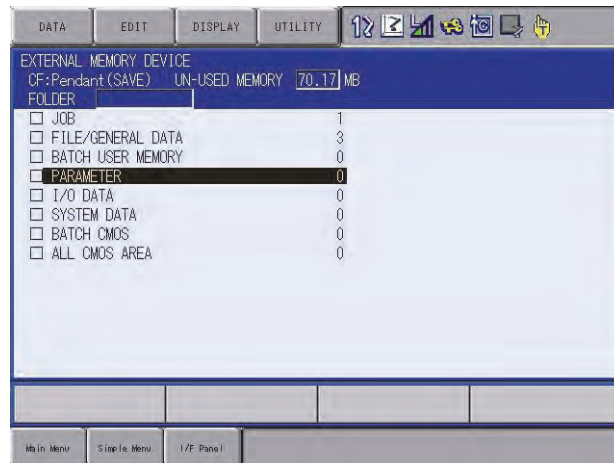 DATA EDIT DISPLAY UTILITY
EXTERNAL MEMORY DEVICE
CF:Pendant(SAVE) UN-USED MEMORY 70.17 MB
FOLDER
JOB 1
FILE/GENERAL DATA 3
BATCH USER MEMORY 0
PARAMETER 0
I/O DATA 0
SYSTEM DATA 0
BATCH CMOS 0
ALL CMOS AREA 0
Main Menu Simple Menu I/F Panel